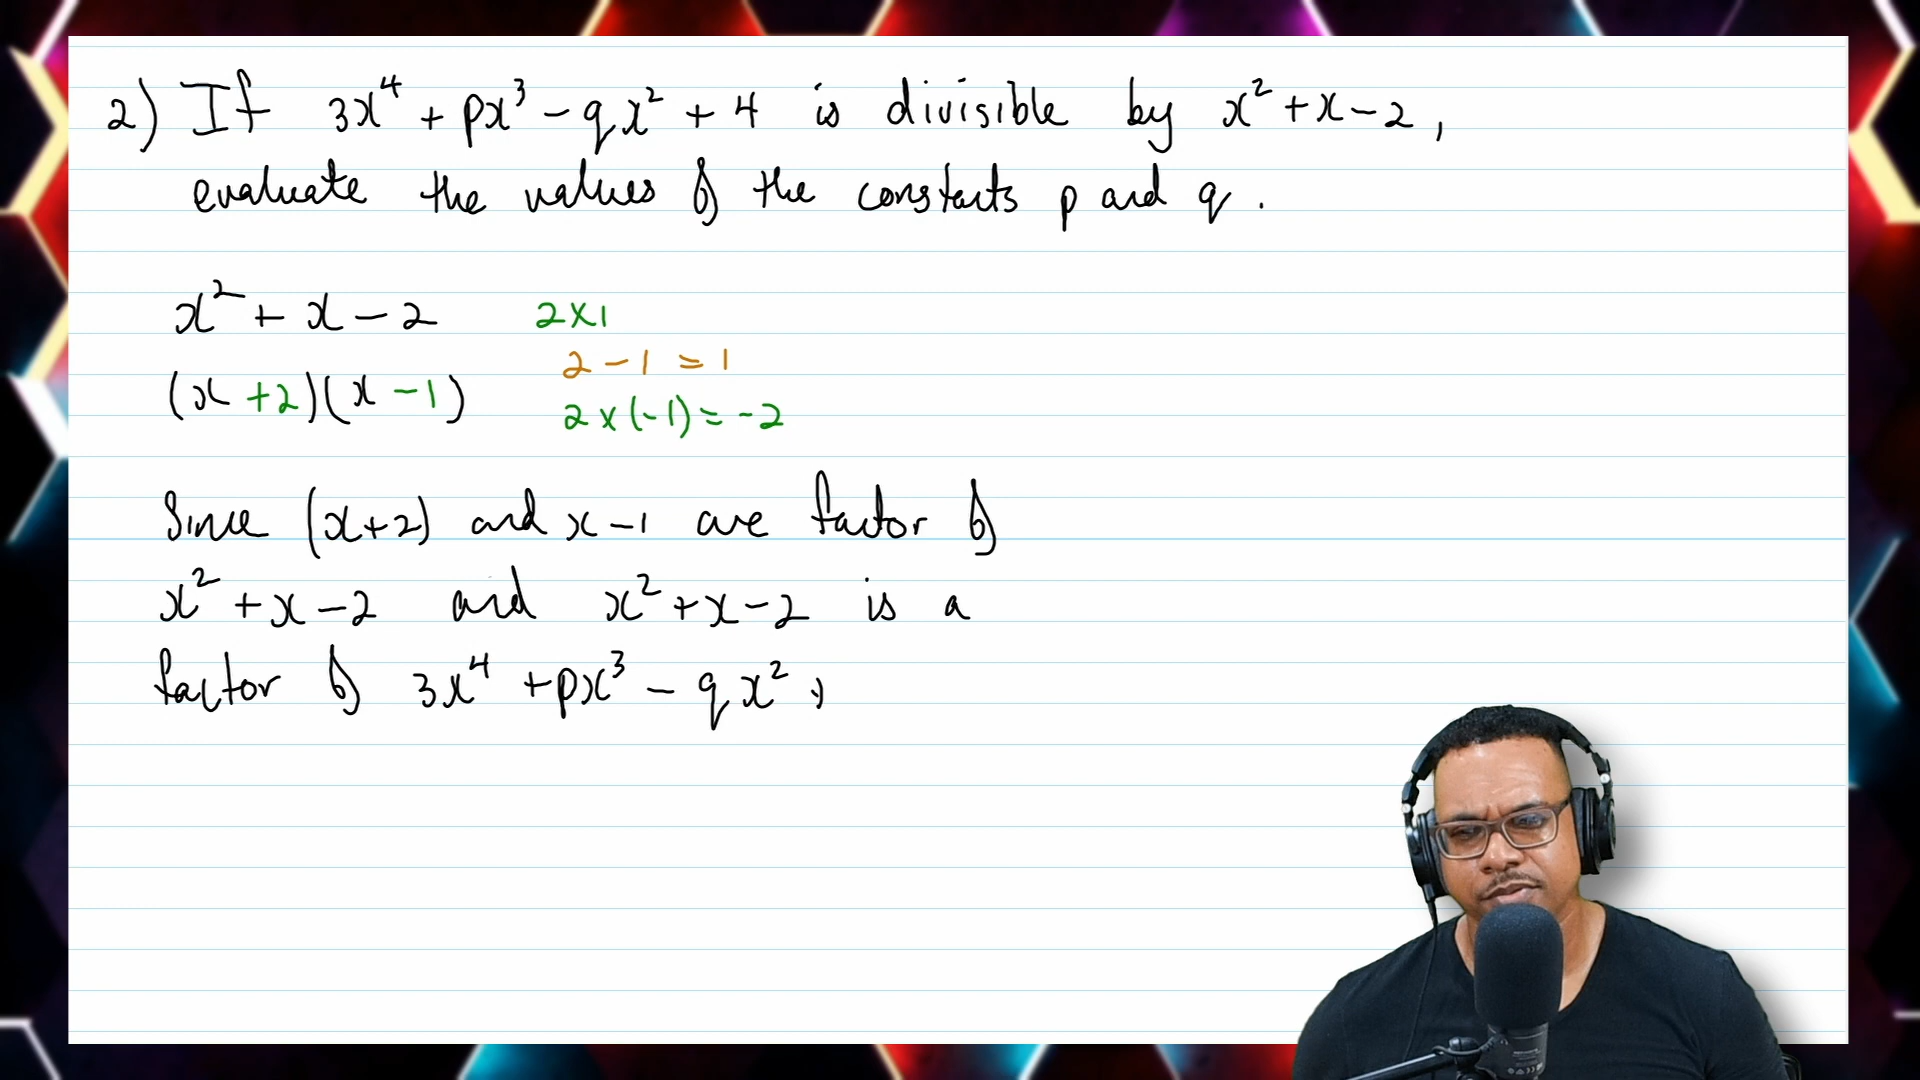 2) If 3x⁴ + px³ - qx² + 4 is divisible by x² + x - 2,
evaluate the values of the constants p and q.
x² + x - 2 2 x 1
2 - 1 = 1
(x +2)(x -1)
2 x (-1) = -2
Since (x+2) and x-1 are factor of
x² + x - 2 and x² + x - 2 is a
factor of 3x⁴ + px³ - qx² +